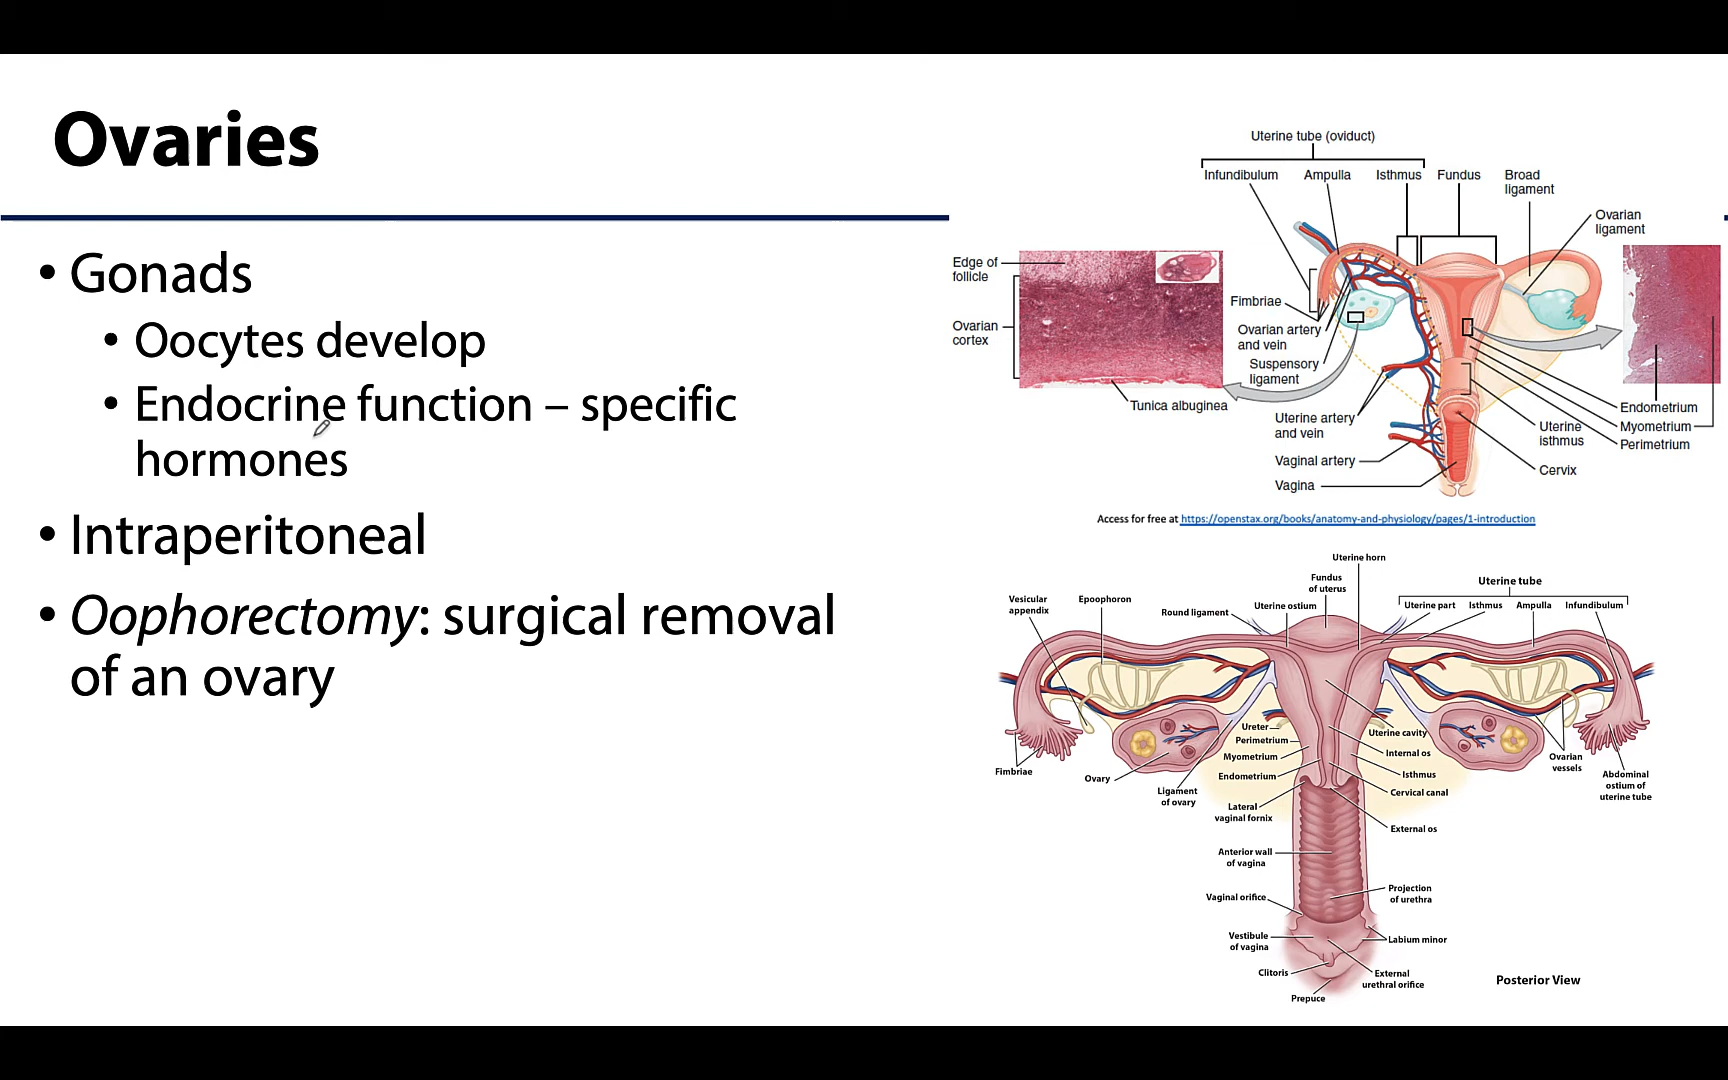 Ovaries
• Gonads
• Oocytes develop
• Endocrine function – specific
hormones
• Intraperitoneal
• Oophorectomy: surgical removal
of an ovary
Uterine tube (oviduct)
Infundibulum
Ampulla
Isthmus
Fundus
Broad
ligament
Ovarian
ligament
Edge of
follicle
Ovarian
cortex
Tunica albuginea
Fimbriae
Ovarian artery
and vein
Suspensory
ligament
Uterine artery
and vein
Vaginal artery
Vagina
Endometrium
Myometrium
Perimetrium
Uterine
isthmus
Cervix
Access for free at https://openstax.org/books/anatomy-and-physiology/pages/1-introduction
Uterine horn
Fundus
of uterus
Uterine tube
Vesicular
appendix
Epoophoron
Round ligament
Uterine ostium
Uterine part
Isthmus
Ampulla
Infundibulum
Ureter
Perimetrium
Myometrium
Endometrium
Uterine cavity
Internal os
Isthmus
Cervical canal
Fimbriae
Ovary
Ligament
of ovary
Lateral
vaginal fornix
External os
Ovarian
vessels
Abdominal
ostium of
uterine tube
Anterior wall
of vagina
Vaginal orifice
Projection
of urethra
Vestibule
of vagina
Labium minor
Clitoris
External
urethral orifice
Prepuce
Posterior View